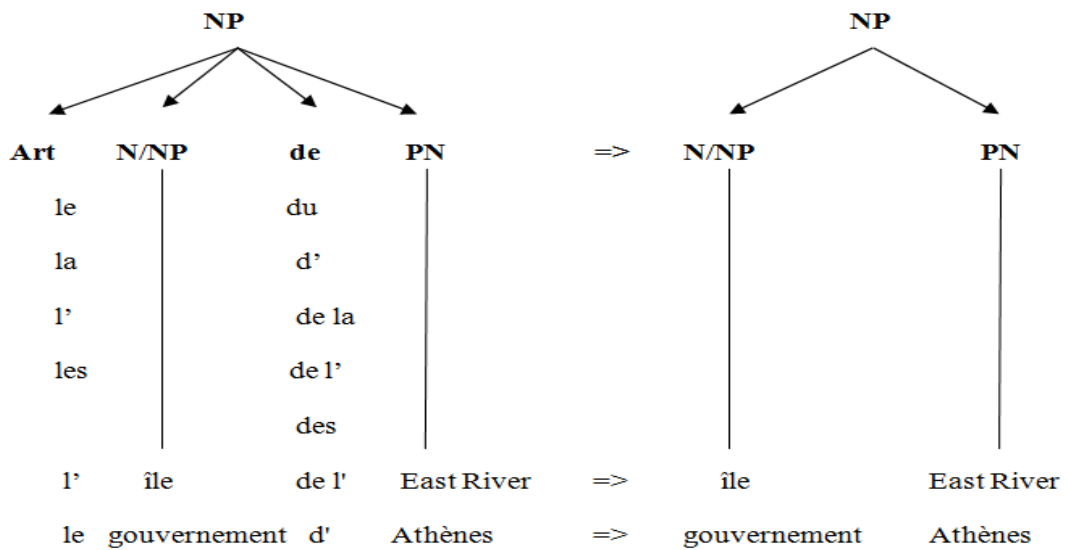 NP NP
Art N/NP de PN => N/NP PN
le du
la d’
l’ de la
les de l’
des
l’ île de l' East River => île East River
le gouvernement d' Athènes => gouvernement Athènes